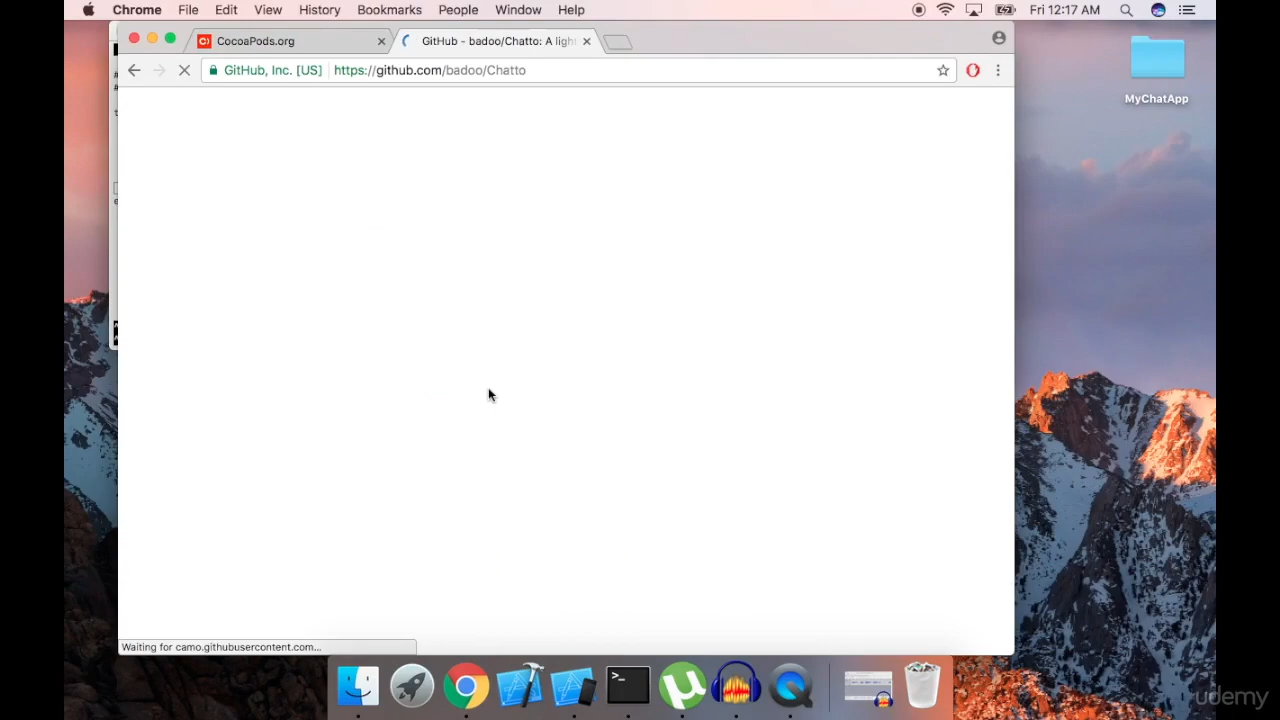 Chrome File Edit View History Bookmarks People Window Help Fri 12:17 AM
CocoaPods.org GitHub - badoo/Chatto: A ligh
GitHub, Inc. [US] https://github.com/badoo/Chatto
MyChatApp
Waiting for camo.githubusercontent.com...
>_
udemy